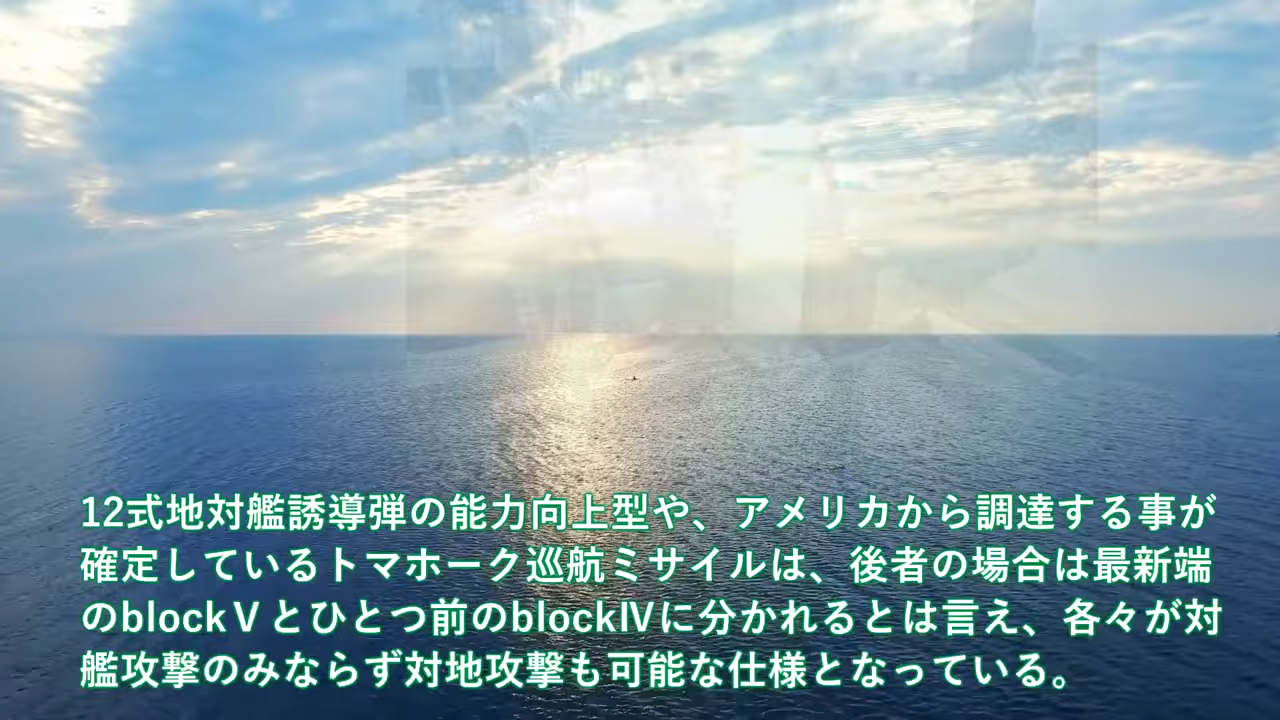 12式地対艦誘導弾の能力向上型や、アメリカから調達する事が
確定しているトマホーク巡航ミサイルは、後者の場合は最新端
のblockⅤとひとつ前のblockⅣに分かれるとは言え、各々が対
艦攻撃のみならず対地攻撃も可能な仕様となっている。